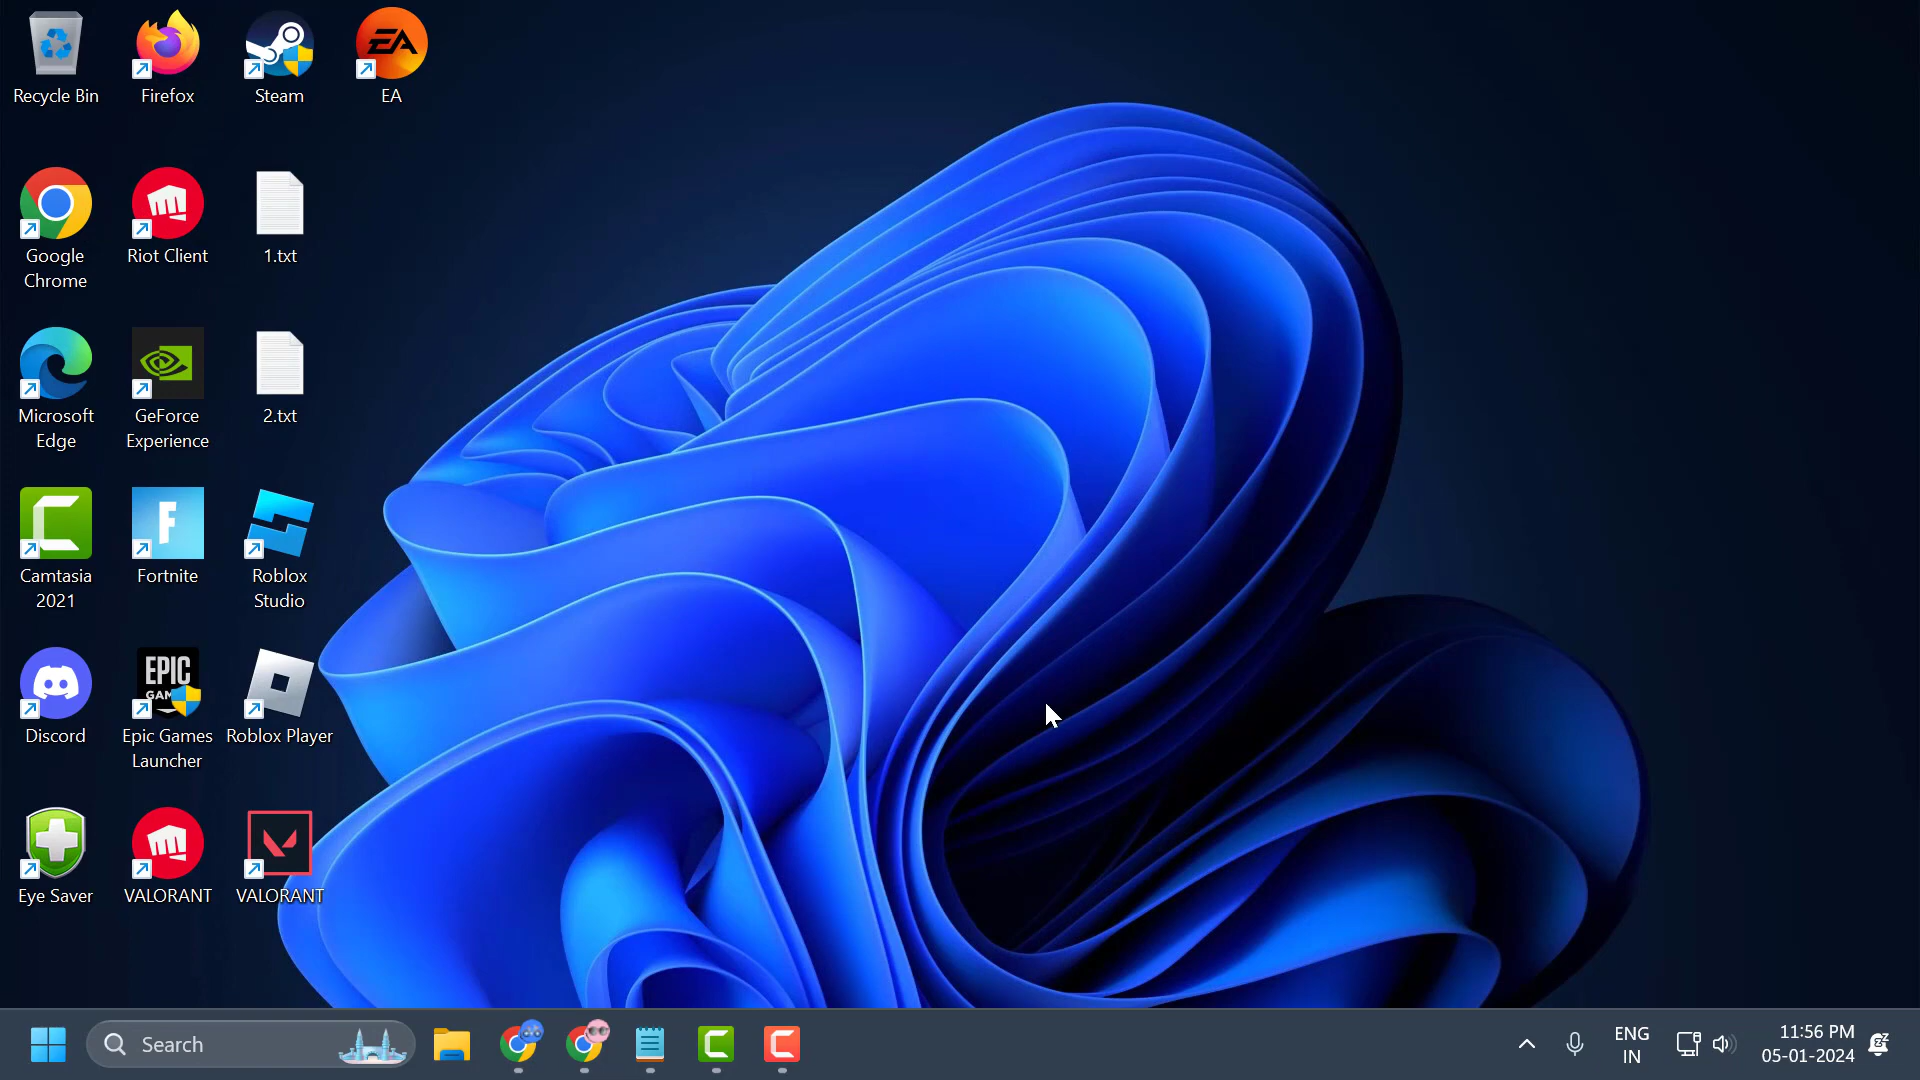 Recycle Bin
Firefox
Steam
EA
EA
Google
Chrome
Riot Client
1.txt
Microsoft
Edge
GeForce
Experience
2.txt
Camtasia
2021
F
Fortnite
Roblox
Studio
Discord
EPIC
GAM
Epic Games
Launcher
Roblox Player
Eye Saver
VALORANT
VALORANT
Search
ENG
IN
11:56 PM
05-01-2024